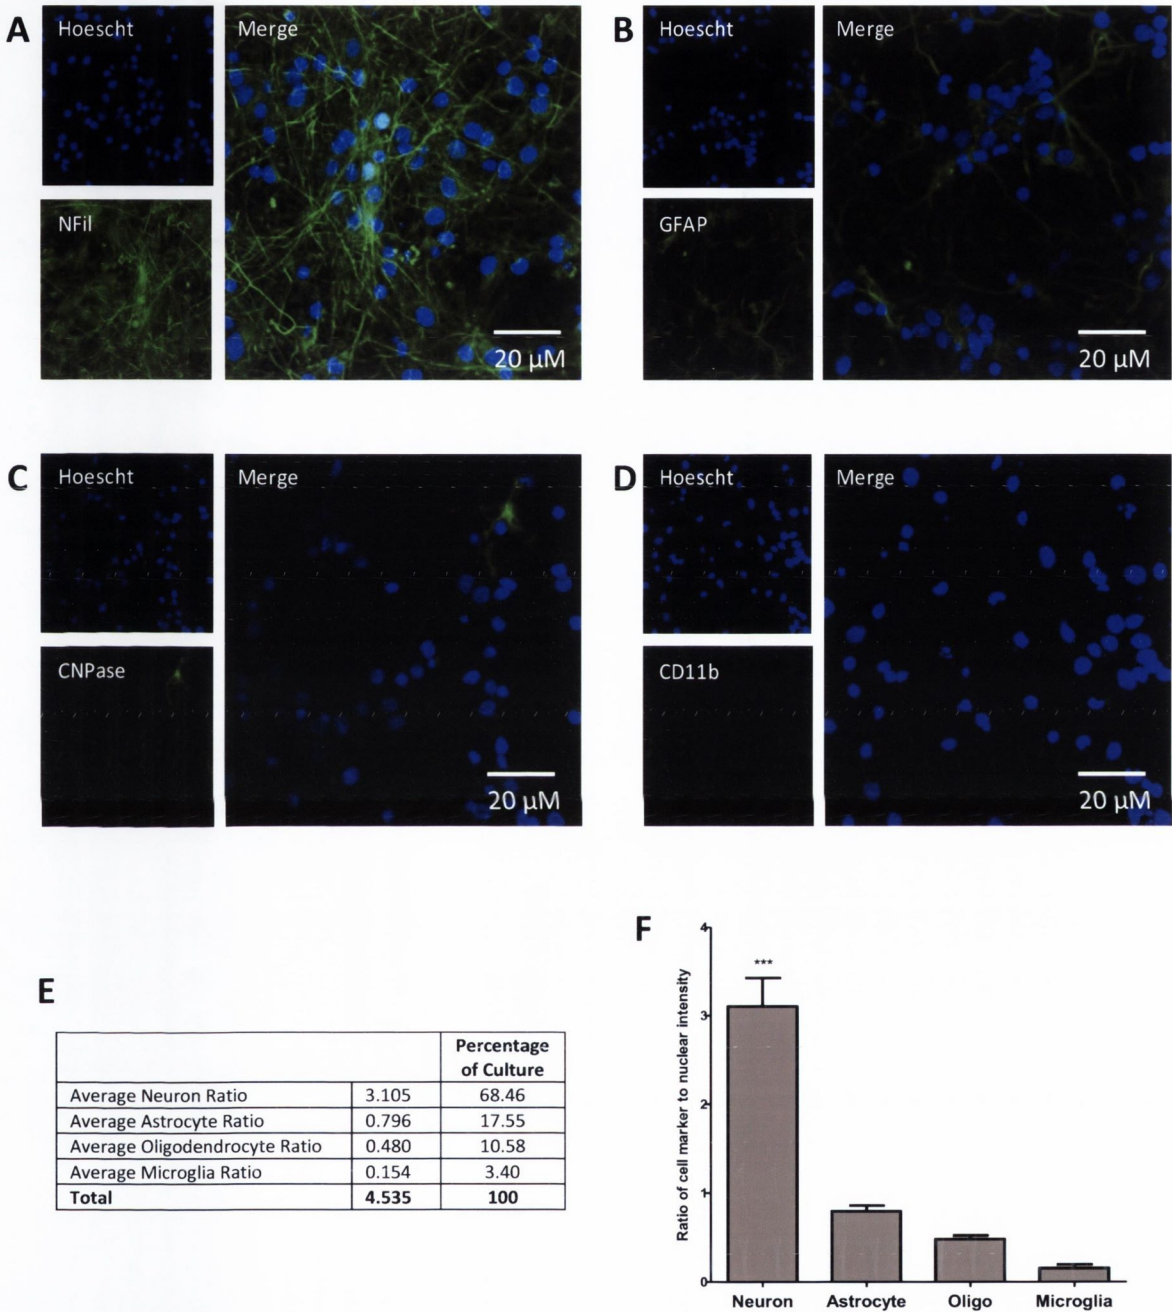 A
Hoescht
Merge
NFil
20 µM
B
Hoescht
Merge
GFAP
20 µM
C
Hoescht
Merge
CNPase
20 µM
D
Hoescht
Merge
CD11b
20 µM
E
Percentage
of Culture
Average Neuron Ratio 3.105 68.46
Average Astrocyte Ratio 0.796 17.55
Average Oligodendrocyte Ratio 0.480 10.58
Average Microglia Ratio 0.154 3.40
Total 4.535 100
F
Ratio of cell marker to nuclear intensity
4
3
2
1
0
***
Neuron Astrocyte Oligo Microglia